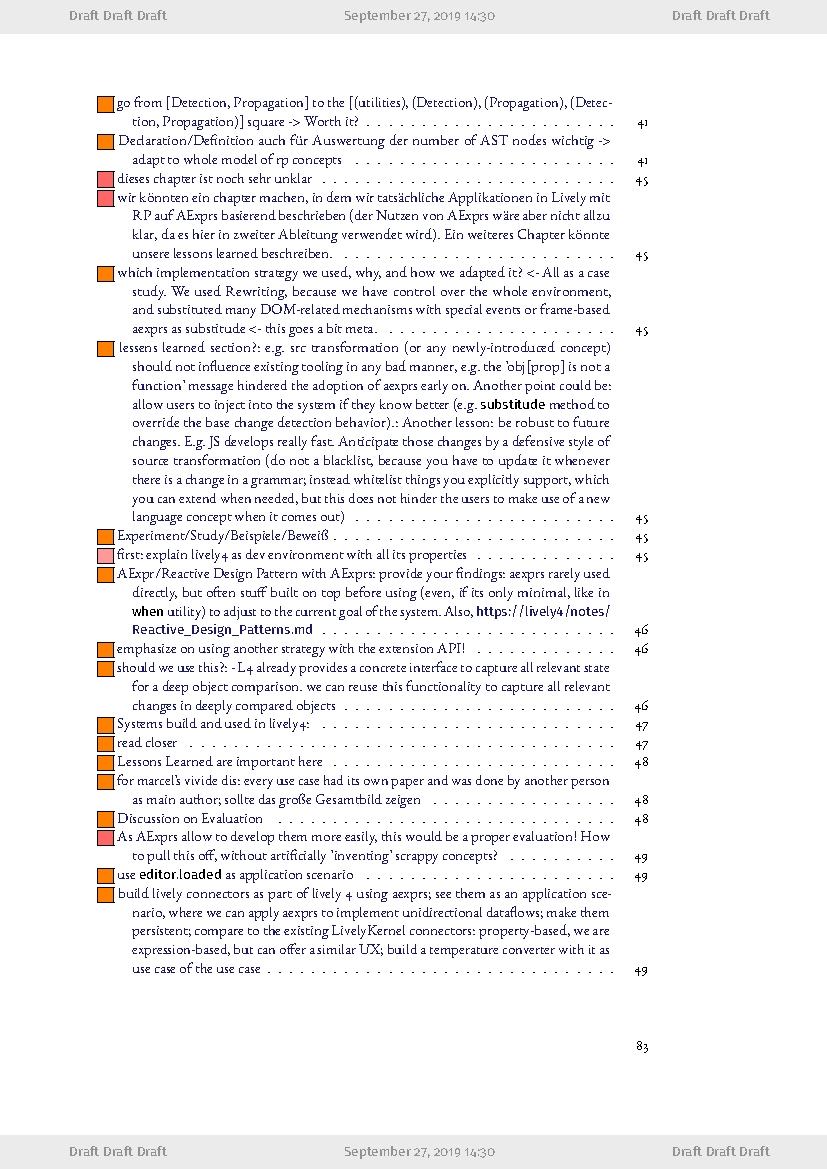 Draft Draft Draft September 27, 2019 14:30 Draft Draft Draft
go from [Detection, Propagation] to the [(utilities), (Detection), (Propagation), (Detec-
tion, Propagation)] square -> Worth it? . . . . . . . . . . . . . . . . . . . . . . . . 41
Declaration/Definition auch für Auswertung der number of AST nodes wichtig ->
adapt to whole model of rp concepts . . . . . . . . . . . . . . . . . . . . . . . . . 41
dieses chapter ist noch sehr unklar . . . . . . . . . . . . . . . . . . . . . . . . . . . . 45
wir könnten ein chapter machen, in dem wir tatsächliche Applikationen in Lively mit
RP auf AExprs basierend beschrieben (der Nutzen von AExprs wäre aber nicht allzu
klar, da es hier in zweiter Ableitung verwendet wird). Ein weiteres Chapter könnte
unsere lessons learned beschreiben. . . . . . . . . . . . . . . . . . . . . . . . . . . 45
which implementation strategy we used, why, and how we adapted it? <- All as a case
study. We used Rewriting, because we have control over the whole environment,
and substituted many DOM-related mechanisms with special events or frame-based
aexprs as substitude <- this goes a bit meta. . . . . . . . . . . . . . . . . . . . . . . 45
lessens learned section?: e.g. src transformation (or any newly-introduced concept)
should not influence existing tooling in any bad manner, e.g. the 'obj[prop] is not a
function' message hindered the adoption of aexprs early on. Another point could be:
allow users to inject into the system if they know better (e.g. substitude method to
override the base change detection behavior).: Another lesson: be robust to future
changes. E.g. JS develops really fast. Anticipate those changes by a defensive style of
source transformation (do not a blacklist, because you have to update it whenever
there is a change in a grammar; instead whitelist things you explicitly support, which
you can extend when needed, but this does not hinder the users to make use of a new
language concept when it comes out) . . . . . . . . . . . . . . . . . . . . . . . . . 45
Experiment/Study/Beispiele/Beweiß . . . . . . . . . . . . . . . . . . . . . . . . . . . 45
first: explain lively4 as dev environment with all its properties . . . . . . . . . . . . . 45
AExpr/Reactive Design Pattern with AExprs: provide your findings: aexprs rarely used
directly, but often stuff built on top before using (even, if its only minimal, like in
when utility) to adjust to the current goal of the system. Also, https://lively4/notes/
Reactive_Design_Patterns.md . . . . . . . . . . . . . . . . . . . . . . . . . . . . 46
emphasize on using another strategy with the extension API! . . . . . . . . . . . . . 46
should we use this?: - L4 already provides a concrete interface to capture all relevant state
for a deep object comparison. we can reuse this functionality to capture all relevant
changes in deeply compared objects . . . . . . . . . . . . . . . . . . . . . . . . . . 46
Systems build and used in lively4: . . . . . . . . . . . . . . . . . . . . . . . . . . . . 47
read closer . . . . . . . . . . . . . . . . . . . . . . . . . . . . . . . . . . . . . . . . 47
Lessons Learned are important here . . . . . . . . . . . . . . . . . . . . . . . . . . . 48
for marcel's vivide dis: every use case had its own paper and was done by another person
as main author; sollte das große Gesamtbild zeigen . . . . . . . . . . . . . . . . . 48
Discussion on Evaluation . . . . . . . . . . . . . . . . . . . . . . . . . . . . . . . . 48
As AExprs allow to develop them more easily, this would be a proper evaluation! How
to pull this off, without artificially 'inventing' scrappy concepts? . . . . . . . . . . 49
use editor.loaded as application scenario . . . . . . . . . . . . . . . . . . . . . . . . 49
build lively connectors as part of lively 4 using aexprs; see them as an application sce-
nario, where we can apply aexprs to implement unidirectional dataflows; make them
persistent; compare to the existing LivelyKernel connectors: property-based, we are
expression-based, but can offer a similar UX; build a temperature converter with it as
use case of the use case . . . . . . . . . . . . . . . . . . . . . . . . . . . . . . . . . 49
83
Draft Draft Draft September 27, 2019 14:30 Draft Draft Draft